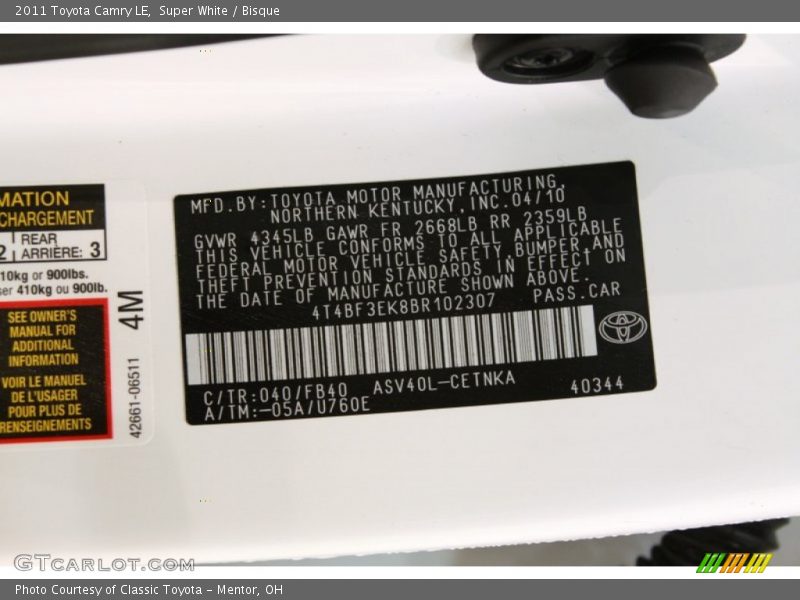 2011 Toyota Camry LE, Super White / Bisque
MATION
CHARGEMENT
2 REAR
ARRIÈRE: 3
10kg or 900lbs.
ser 410kg ou 900lb.
SEE OWNER'S
MANUAL FOR
ADDITIONAL
INFORMATION
VOIR LE MANUEL
DE L'USAGER
POUR PLUS DE
RENSEIGNEMENTS
4M
42661-06511
MFD.BY:TOYOTA MOTOR MANUFACTURING,
NORTHERN KENTUCKY,INC.04/10
GVWR 4345LB GAWR FR 2668LB RR 2359LB
THIS VEHICLE CONFORMS TO ALL APPLICABLE
FEDERAL MOTOR VEHICLE SAFETY,BUMPER,AND
THEFT PREVENTION STANDARDS IN EFFECT ON
THE DATE OF MANUFACTURE SHOWN ABOVE.
4T4BF3EK8BR102307 PASS.CAR
C/TR:040/FB40 ASV40L-CETNKA 40344
A/TM:-05A/U760E
GTCARLOT.COM
Photo Courtesy of Classic Toyota - Mentor, OH